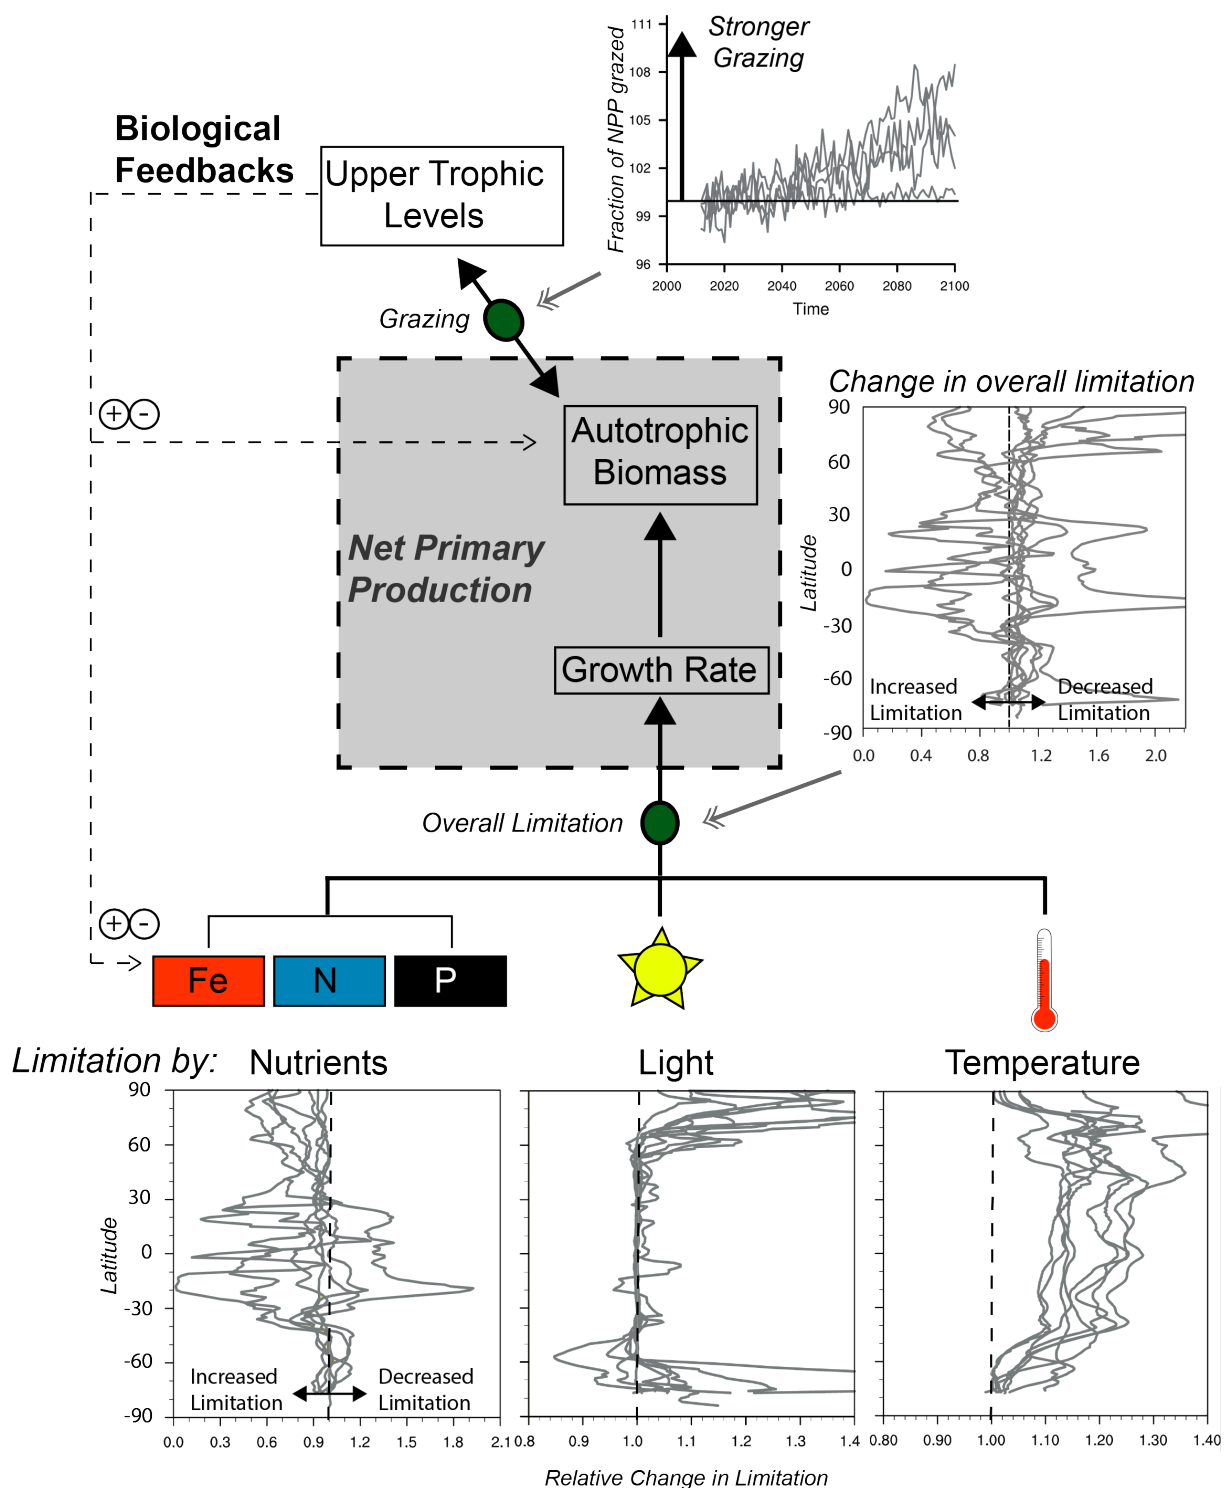 111
108
105
102
99
96
Fraction of NPP grazed
Stronger
Grazing
2000 2020 2040 2060 2080 2100
Time
Biological
Feedbacks
Upper Trophic
Levels
Grazing
+ -
Autotrophic
Biomass
Net Primary
Production
Growth Rate
Change in overall limitation
90
60
30
0
-30
-60
-90
Latitude
Increased
Limitation
Decreased
Limitation
0.0 0.4 0.8 1.2 1.6 2.0
Overall Limitation
+ -
Fe N P
Limitation by: Nutrients Light Temperature
90
60
30
0
-30
-60
-90
Latitude
Increased
Limitation
Decreased
Limitation
0.0 0.3 0.6 0.9 1.2 1.5 1.8 2.1
0.8 0.9 1.0 1.1 1.2 1.3 1.4
0.80 0.90 1.00 1.10 1.20 1.30 1.40
Relative Change in Limitation